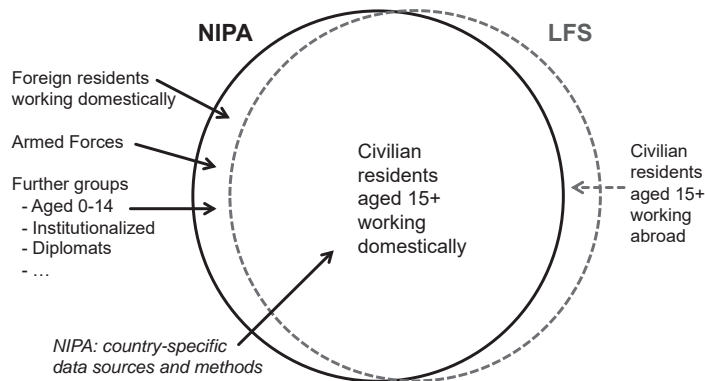 NIPA
LFS
Foreign residents
working domestically
Armed Forces
Further groups
- Aged 0-14
- Institutionalized
- Diplomats
- …
Civilian
residents
aged 15+
working
domestically
Civilian
residents
aged 15+
working
abroad
NIPA: country-specific
data sources and methods